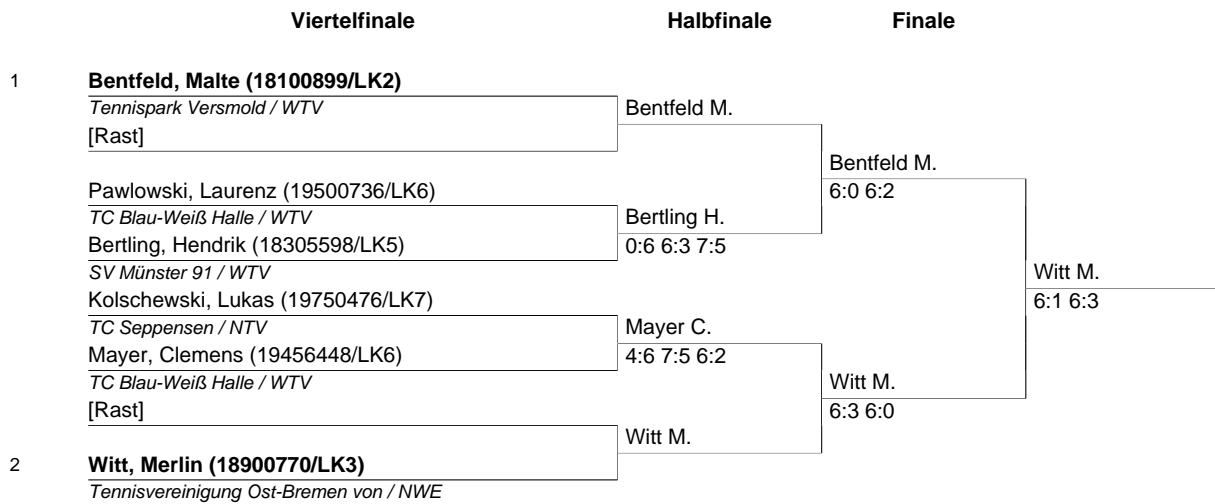 Viertelfinale Halbfinale Finale
1 Bentfeld, Malte (18100899/LK2)
Tennispark Versmold / WTV
Bentfeld M.
[Rast]
Bentfeld M.
Pawlowski, Laurenz (19500736/LK6)
6:0 6:2
TC Blau-Weiß Halle / WTV
Bertling H.
Bertling, Hendrik (18305598/LK5)
0:6 6:3 7:5
SV Münster 91 / WTV
Witt M.
Kolschewski, Lukas (19750476/LK7)
6:1 6:3
TC Seppensen / NTV
Mayer C.
Mayer, Clemens (19456448/LK6)
4:6 7:5 6:2
TC Blau-Weiß Halle / WTV
Witt M.
[Rast]
6:3 6:0
Witt M.
2 Witt, Merlin (18900770/LK3)
Tennisvereinigung Ost-Bremen von / NWE